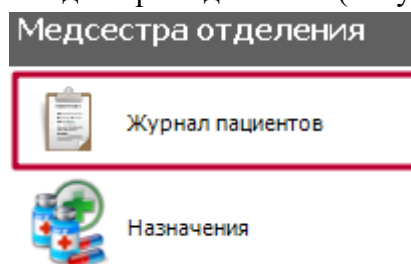 Медсестра отделения
Журнал пациентов
Назначения